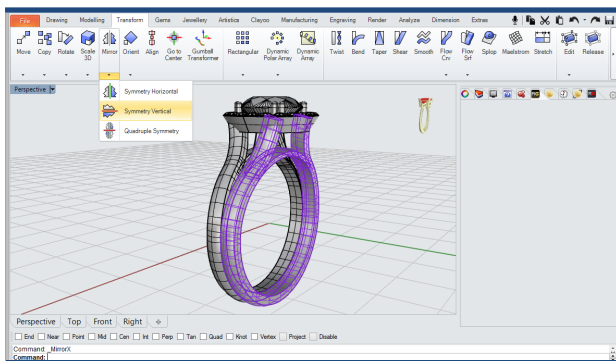 File Drawing Modelling Transform Gems Jewellery Artistics Clayoo Manufacturing Engraving Render Analyze Dimension Extras
Move Copy Rotate Scale 3D Mirror Orient Align Go to Center Gumball Transformer Rectangular Dynamic Polar Array Dynamic Array Twist Bend Taper Shear Smooth Flow Crv Flow Srf Splop Maelstrom Stretch Edit Release
Perspective
Symmetry Horizontal
Symmetry Vertical
Quadruple Symmetry
Perspective Top Front Right
End Near Point Mid Cen Int Perp Tan Quad Knot Vertex Project Disable
Command: _MirrorX
Command: